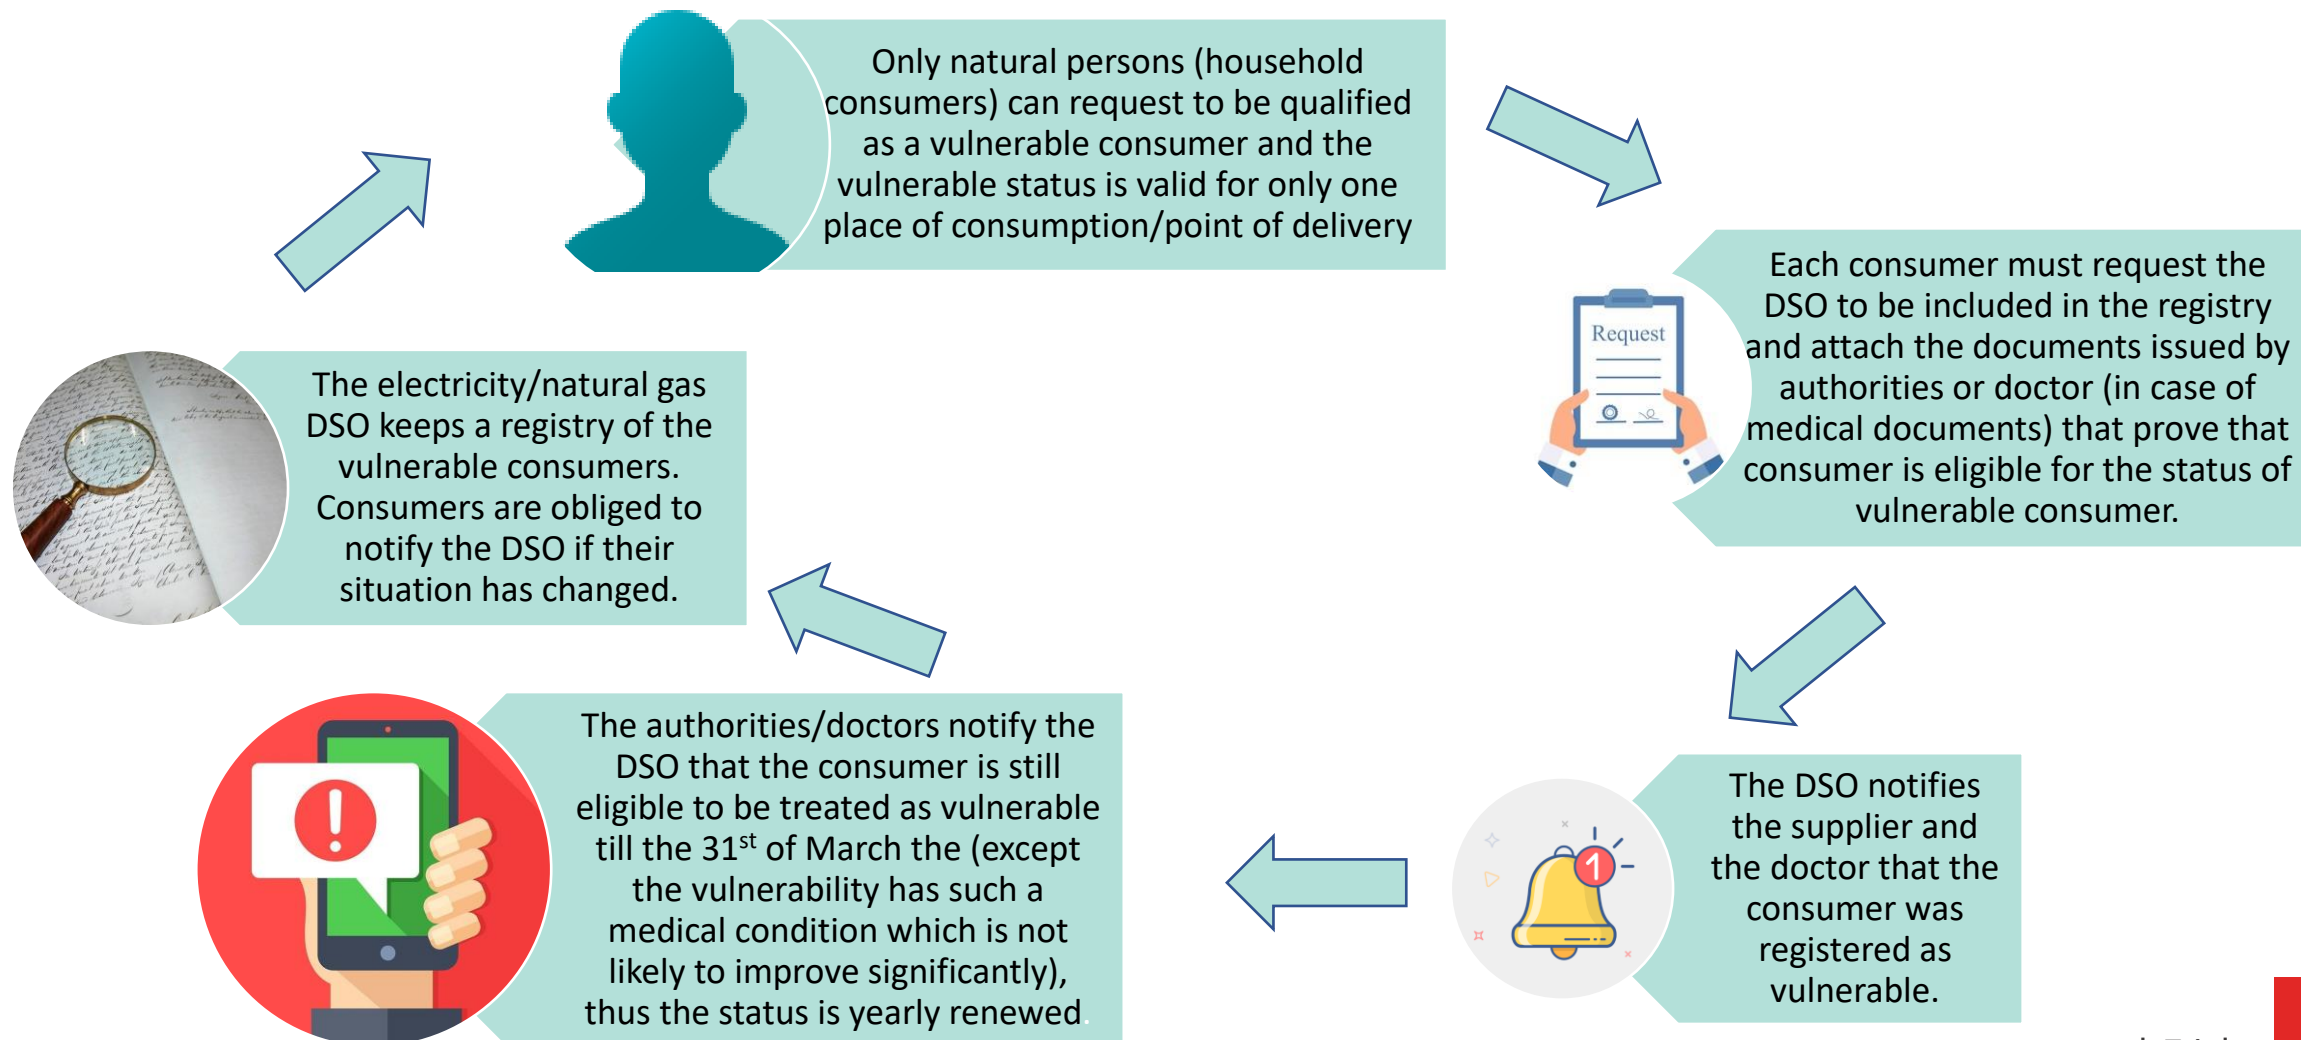 Only natural persons (household
consumers) can request to be qualified
as a vulnerable consumer and the
vulnerable status is valid for only one
place of consumption/point of delivery
Request
Each consumer must request the
DSO to be included in the registry
and attach the documents issued by
authorities or doctor (in case of
medical documents) that prove that
consumer is eligible for the status of
vulnerable consumer.
1
The DSO notifies
the supplier and
the doctor that the
consumer was
registered as
vulnerable.
!
The authorities/doctors notify the
DSO that the consumer is still
eligible to be treated as vulnerable
till the 31st of March the (except
the vulnerability has such a
medical condition which is not
likely to improve significantly),
thus the status is yearly renewed.
The electricity/natural gas
DSO keeps a registry of the
vulnerable consumers.
Consumers are obliged to
notify the DSO if their
situation has changed.